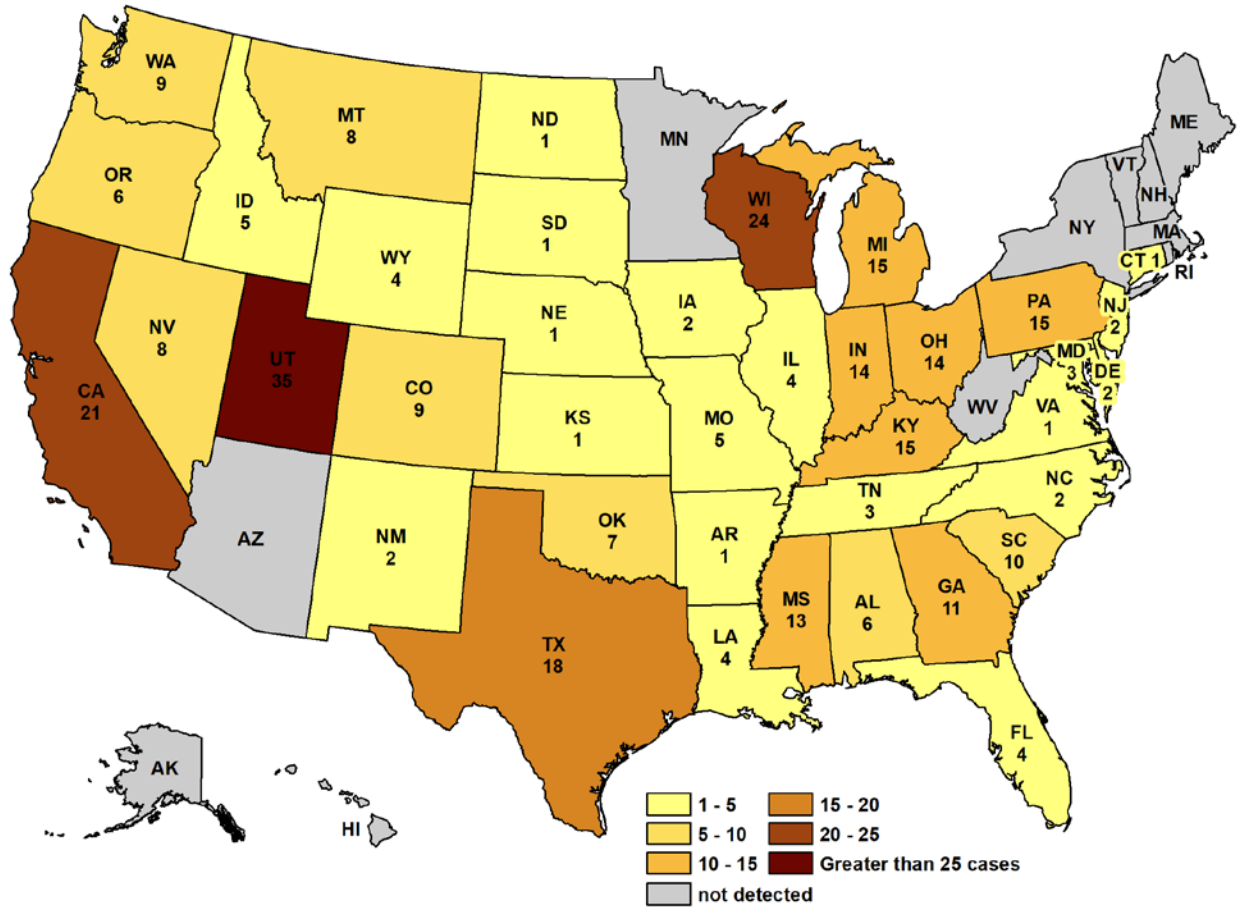 WA
9
MT
8
ND
1
MN
ME
OR
6
ID
5
SD
1
WI
24
VT
NH
NY
MA
WY
4
MI
15
CT 1
RI
NV
8
NE
1
IA
2
PA
15
NJ
2
UT
35
CO
9
IL
4
IN
14
OH
14
MD
3
DE
2
CA
21
KS
1
MO
5
KY
15
WV
VA
1
AZ
NM
2
OK
7
AR
1
TN
3
NC
2
SC
10
MS
13
AL
6
GA
11
TX
18
LA
4
FL
4
AK
HI
1 - 5
5 - 10
10 - 15
not detected
15 - 20
20 - 25
Greater than 25 cases